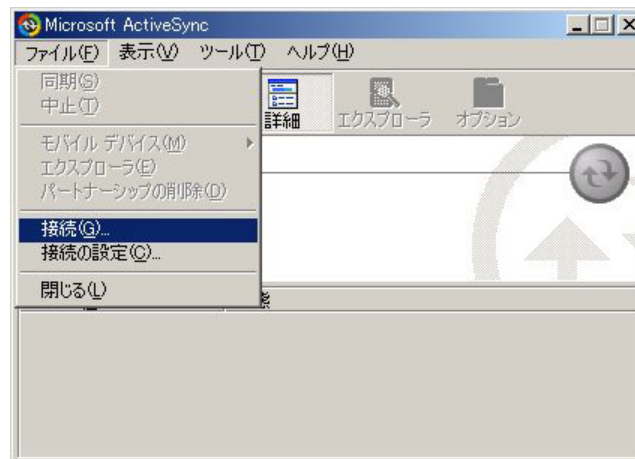 Microsoft ActiveSync
ファイル(F) 表示(V) ツール(T) ヘルプ(H)
同期(S)
中止(T)
詳細 エクスプローラ オプション
モバイル デバイス(M)
エクスプローラ(E)
パートナーシップの削除(D)
接続(G)...
接続の設定(C)...
閉じる(L)